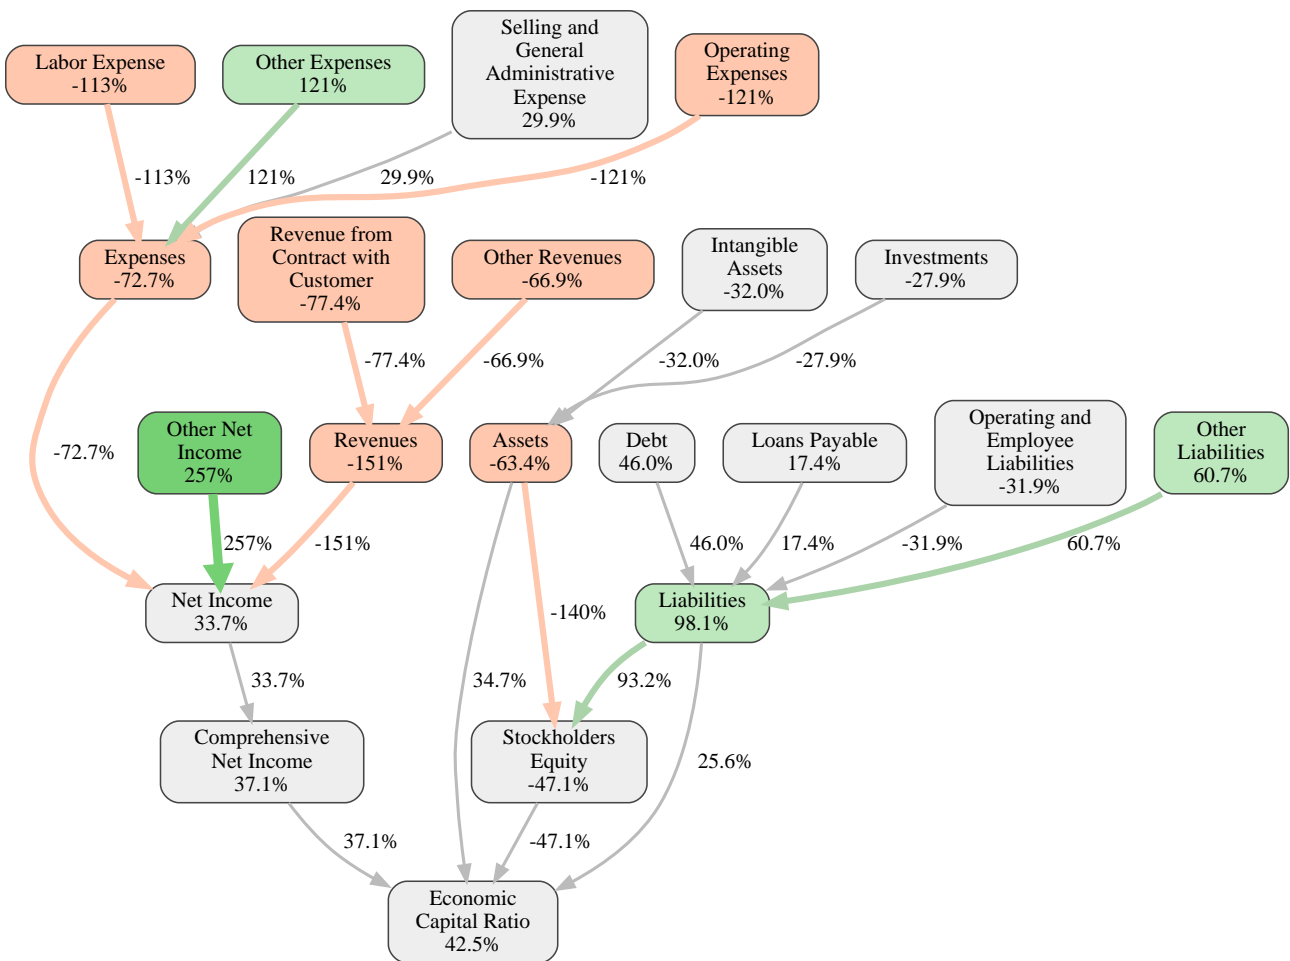 Labor Expense
-113%
Other Expenses
121%
Selling and
General
Administrative
Expense
29.9%
Operating
Expenses
-121%
-113%
121%
29.9%
-121%
Expenses
-72.7%
Revenue from
Contract with
Customer
-77.4%
Other Revenues
-66.9%
Intangible
Assets
-32.0%
Investments
-27.9%
-77.4%
-66.9%
-32.0%
-27.9%
-72.7%
Other Net
Income
257%
Revenues
-151%
Assets
-63.4%
Debt
46.0%
Loans Payable
17.4%
Operating and
Employee
Liabilities
-31.9%
Other
Liabilities
60.7%
257%
-151%
46.0%
17.4%
-31.9%
60.7%
Net Income
33.7%
-140%
Liabilities
98.1%
33.7%
34.7%
93.2%
Comprehensive
Net Income
37.1%
Stockholders
Equity
-47.1%
25.6%
37.1%
-47.1%
Economic
Capital Ratio
42.5%